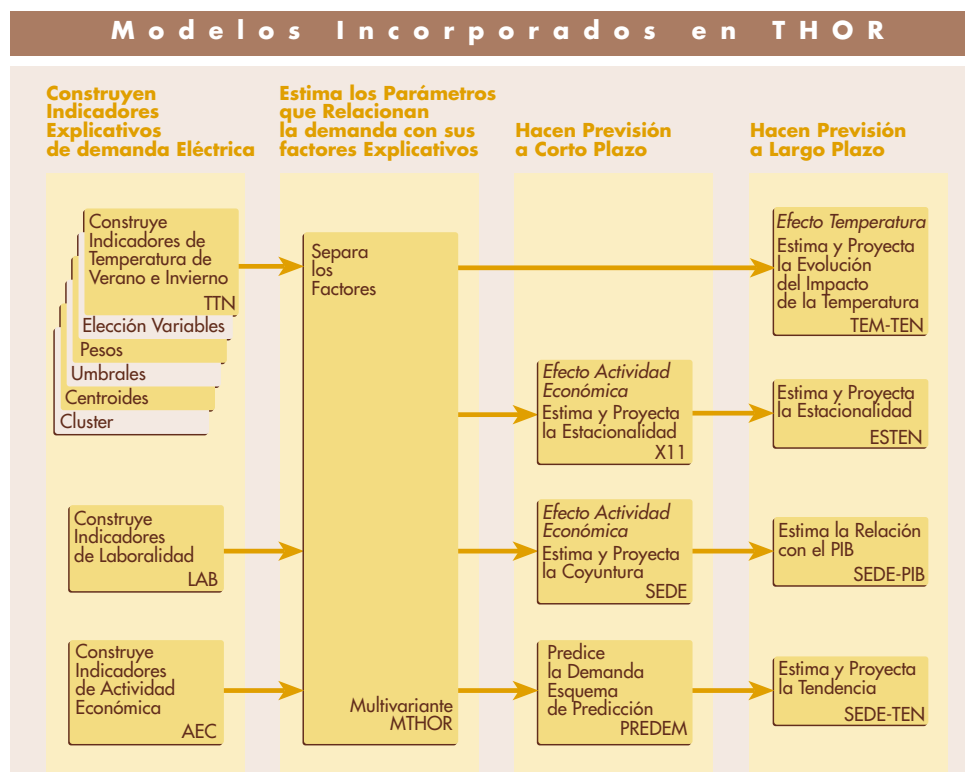 Modelos Incorporados en THOR
Construyen
Indicadores
Explicativos
de demanda Eléctrica
Estima los Parámetros
que Relacionan
la demanda con sus
factores Explicativos
Hacen Previsión
a Corto Plazo
Hacen Previsión
a Largo Plazo
Construye
Indicadores de
Temperatura de
Verano e Invierno
TTN
Elección Variables
Pesos
Umbrales
Centroides
Cluster
Construye
Indicadores
de Laboralidad
LAB
Construye
Indicadores
de Actividad
Económica
AEC
Separa
los
Factores
Multivariante
MTHOR
Efecto Actividad
Económica
Estima y Proyecta
la Estacionalidad
X11
Efecto Actividad
Económica
Estima y Proyecta
la Coyuntura
SEDE
Predice
la Demanda
Esquema
de Predicción
PREDEM
Efecto Temperatura
Estima y Proyecta
la Evolución
del Impacto
de la Temperatura
TEM-TEN
Estima y Proyecta
la Estacionalidad
ESTEN
Estima la Relación
con el PIB
SEDE-PIB
Estima y Proyecta
la Tendencia
SEDE-TEN